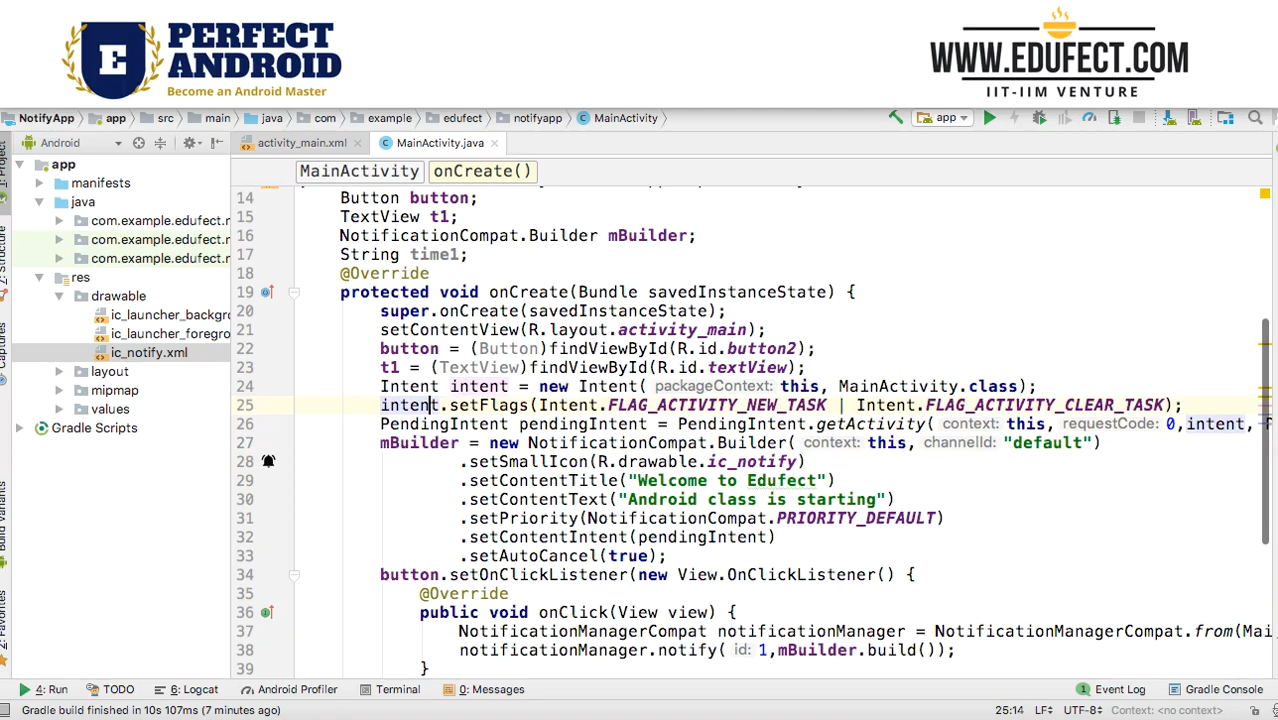 PERFECT
ANDROID
Become an Android Master
E
WWW.EDUFECT.COM
IIT-IIM VENTURE
NotifyApp app src main java com example edufect notifyapp MainActivity app
Android activity_main.xml MainActivity.java
MainActivity onCreate()
1: Project
Z: Structure
Captures
Build Variants
2: Favorites
app
manifests
java
com.example.edufect.n
com.example.edufect.n
com.example.edufect.n
res
drawable
ic_launcher_backgr
ic_launcher_foregro
ic_notify.xml
layout
mipmap
values
Gradle Scripts
14 Button button;
15 TextView t1;
16 NotificationCompat.Builder mBuilder;
17 String time1;
18 @Override
19 protected void onCreate(Bundle savedInstanceState) {
20 super.onCreate(savedInstanceState);
21 setContentView(R.layout.activity_main);
22 button = (Button)findViewById(R.id.button2);
23 t1 = (TextView)findViewById(R.id.textView);
24 Intent intent = new Intent( packageContext: this, MainActivity.class);
25 intent.setFlags(Intent.FLAG_ACTIVITY_NEW_TASK | Intent.FLAG_ACTIVITY_CLEAR_TASK);
26 PendingIntent pendingIntent = PendingIntent.getActivity( context: this, requestCode: 0,intent, P
27 mBuilder = new NotificationCompat.Builder( context: this, channelId: "default")
28 .setSmallIcon(R.drawable.ic_notify)
29 .setContentTitle("Welcome to Edufect")
30 .setContentText("Android class is starting")
31 .setPriority(NotificationCompat.PRIORITY_DEFAULT)
32 .setContentIntent(pendingIntent)
33 .setAutoCancel(true);
34 button.setOnClickListener(new View.OnClickListener() {
35 @Override
36 public void onClick(View view) {
37 NotificationManagerCompat notificationManager = NotificationManagerCompat.from(Mai
38 notificationManager.notify( id: 1,mBuilder.build());
39 }
4: Run TODO 6: Logcat Android Profiler Terminal 0: Messages 1 Event Log Gradle Console
Gradle build finished in 10s 107ms (7 minutes ago) 25:14 LF UTF-8 Context: <no context>